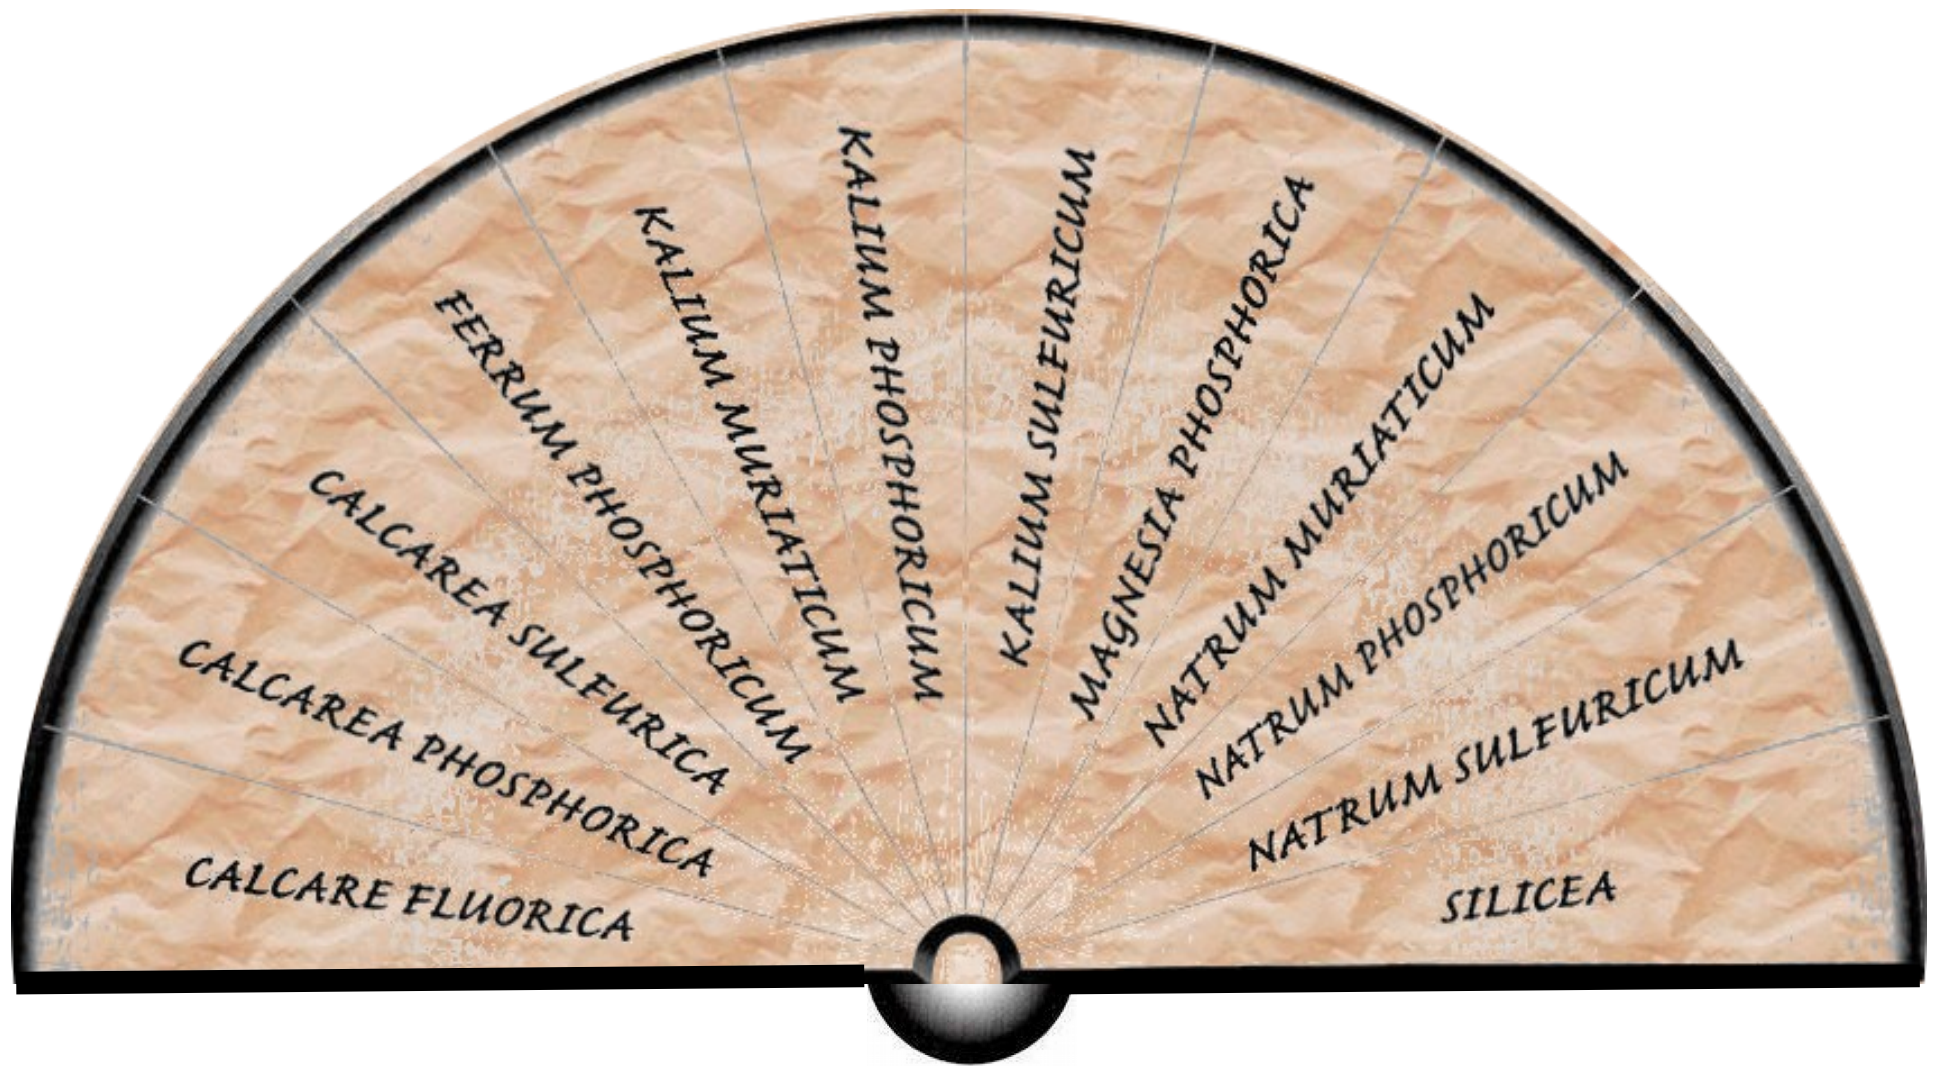 CALCARE FLUORICA
CALCAREA PHOSPHORICA
CALCAREA SULFURICA
FERRUM PHOSPHORICUM
KALIUM MURIATICUM
KALIUM PHOSPHORICUM
KALIUM SULFURICUM
MAGNESIA PHOSPHORICA
NATRUM MURIATICUM
NATRUM PHOSPHORICUM
NATRUM SULFURICUM
SILICEA